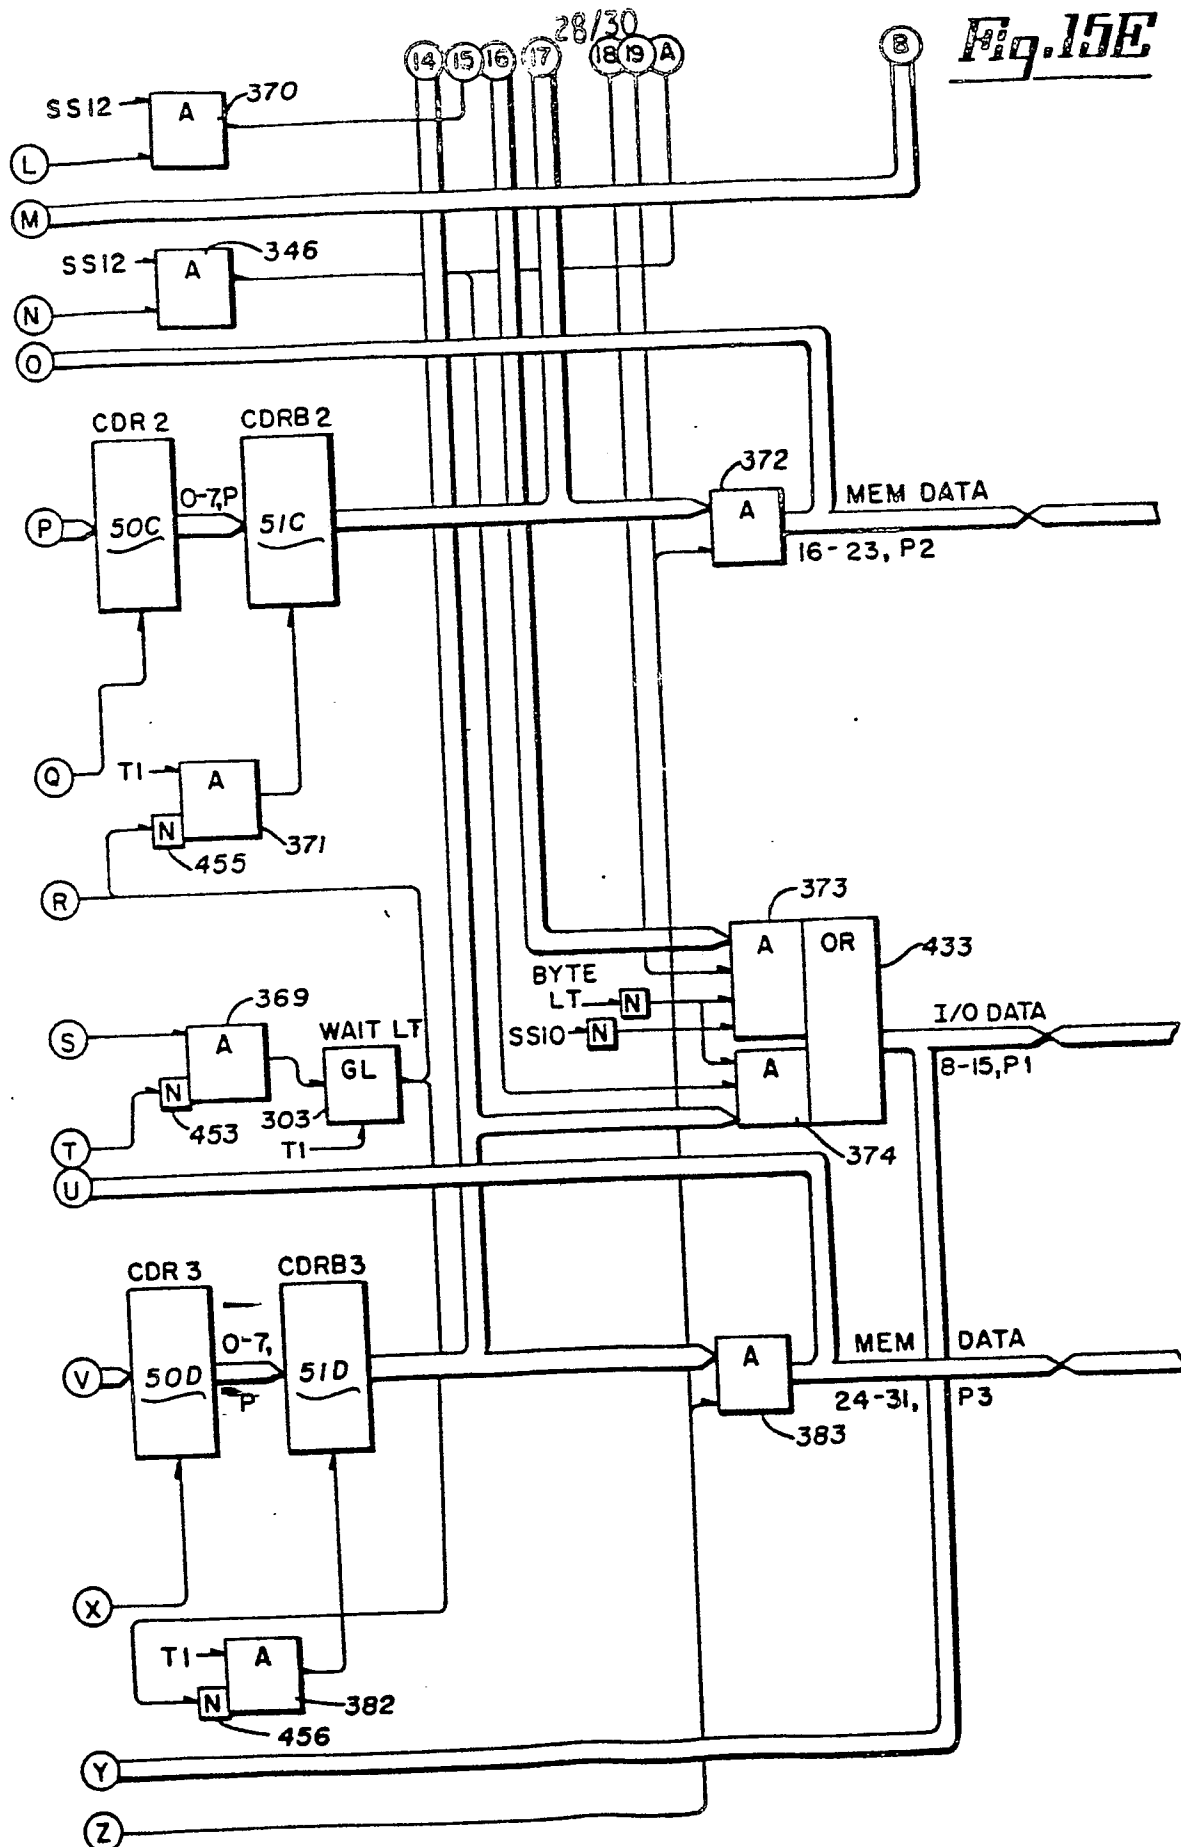 28/30
Fig.15E
14 15 16 17 18 19 A B
SS12
A
370
L
M
SS12
A
346
N
O
CDR 2
CDRB 2
372
P
50C
0-7,P
51C
A
MEM DATA
16-23, P2
Q
T1
A
N
371
455
R
373
A
OR
433
BYTE
LT
N
SS10
N
I/O DATA
8-15,P1
A
374
S
369
A
WAIT LT
GL
N
453
303
T1
T
U
CDR 3
CDRB3
V
50D
0-7,
P
51D
A
MEM DATA
24-31, P3
383
X
T1
A
N
382
456
Y
Z